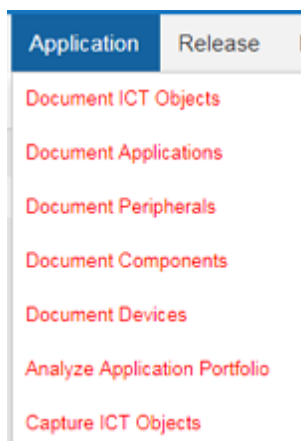 Application Release
Document ICT Objects
Document Applications
Document Peripherals
Document Components
Document Devices
Analyze Application Portfolio
Capture ICT Objects